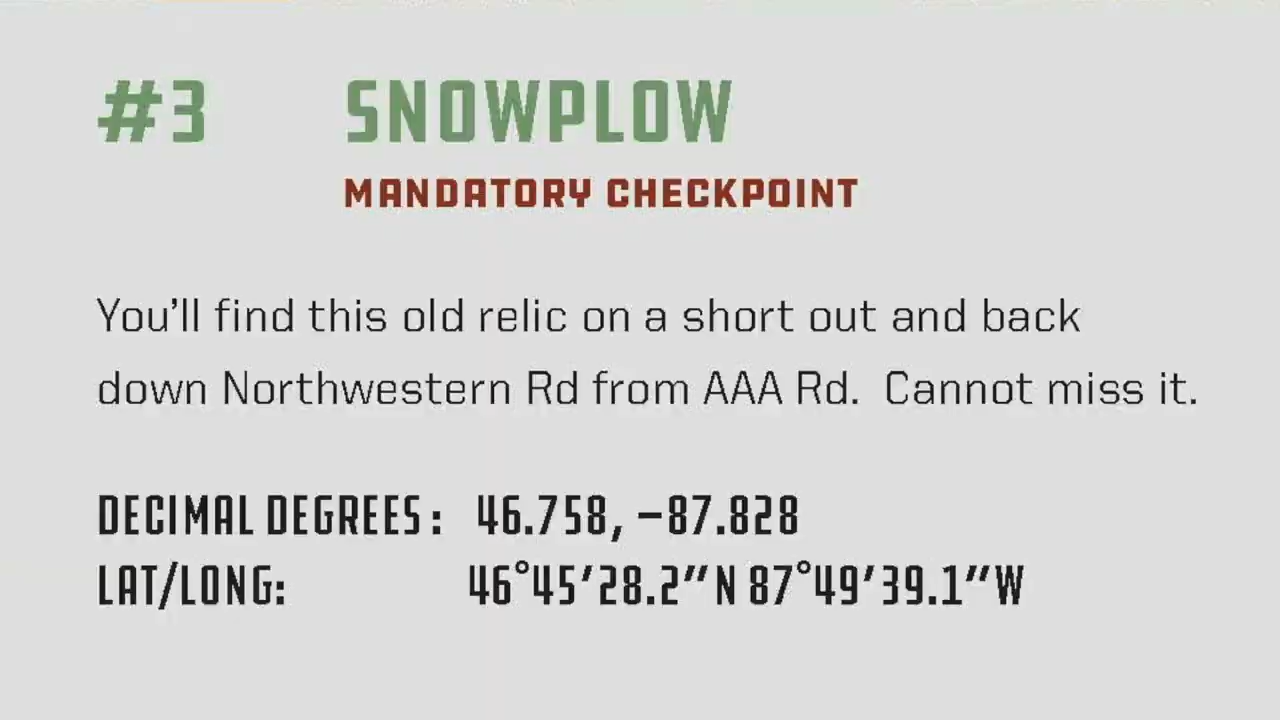 #3 SNOWPLOW
MANDATORY CHECKPOINT
You'll find this old relic on a short out and back
down Northwestern Rd from AAA Rd. Cannot miss it.
DECIMAL DEGREES: 46.758, -87.828
LAT/LONG: 46°45'28.2"N 87°49'39.1"W